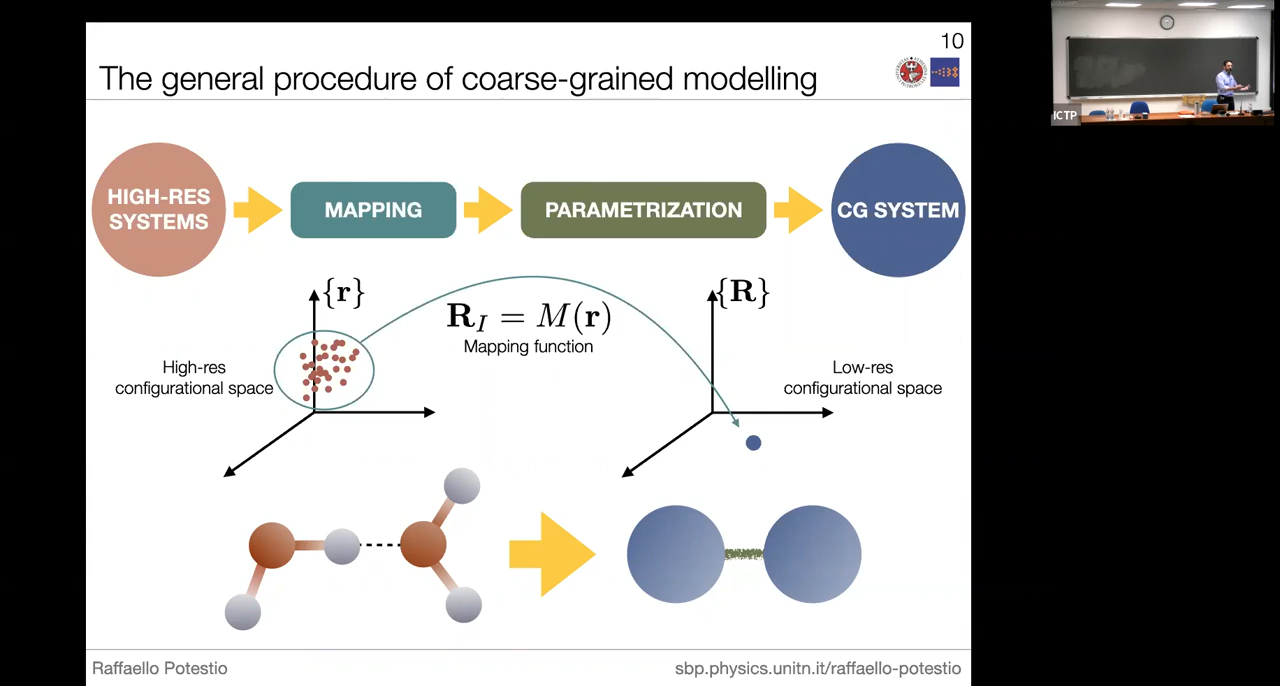 10
The general procedure of coarse-grained modelling
HIGH-RES
SYSTEMS
MAPPING
PARAMETRIZATION
CG SYSTEM
{r}
R_I = M(r)
Mapping function
{R}
High-res
configurational space
Low-res
configurational space
Raffaello Potestio
sbp.physics.unitn.it/raffaello-potestio
ICTP